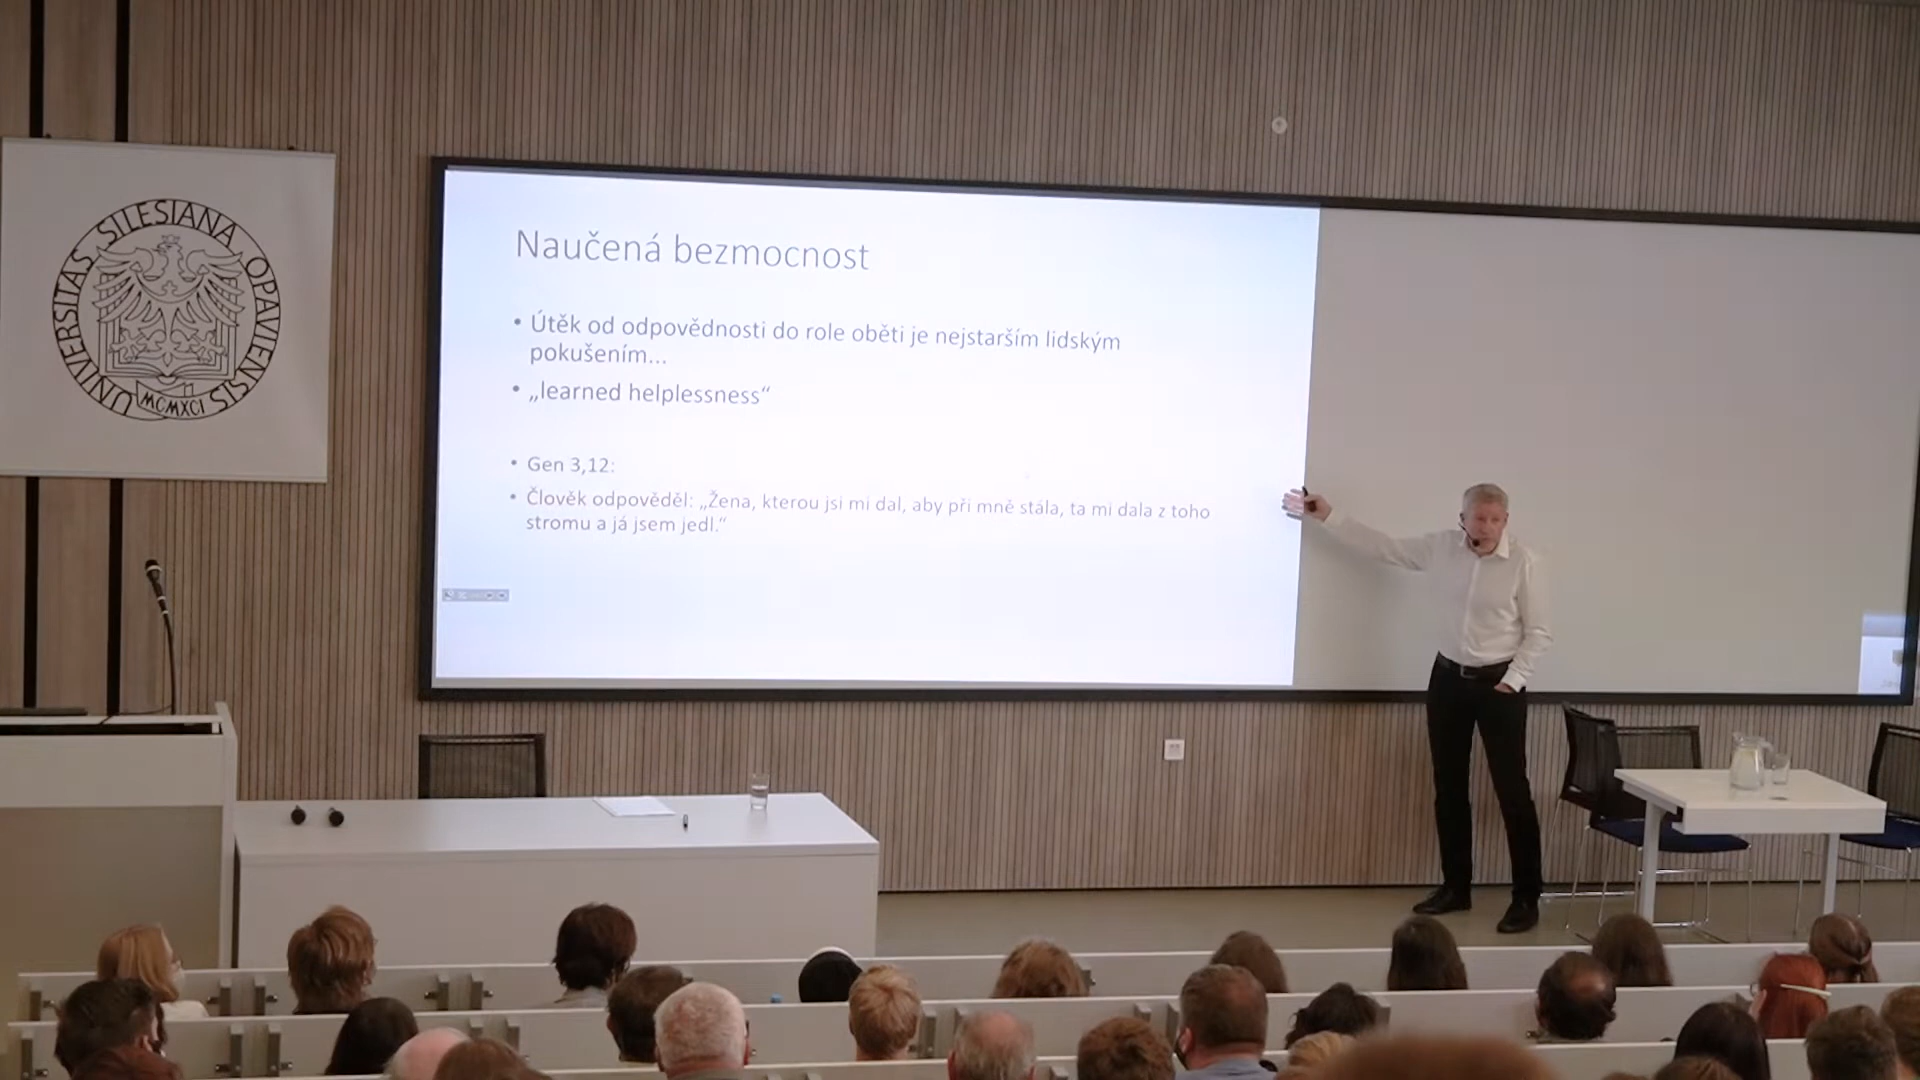 UNIVERSITAS SILESIANA OPAVIENSIS
MCMXCI
Naučená bezmocnost
• Útěk od odpovědnosti do role oběti je nejstarším lidským
pokušením...
• „learned helplessness“
• Gen 3,12:
• Člověk odpověděl: „Žena, kterou jsi mi dal, aby při mně stála, ta mi dala z toho
stromu a já jsem jedl.“